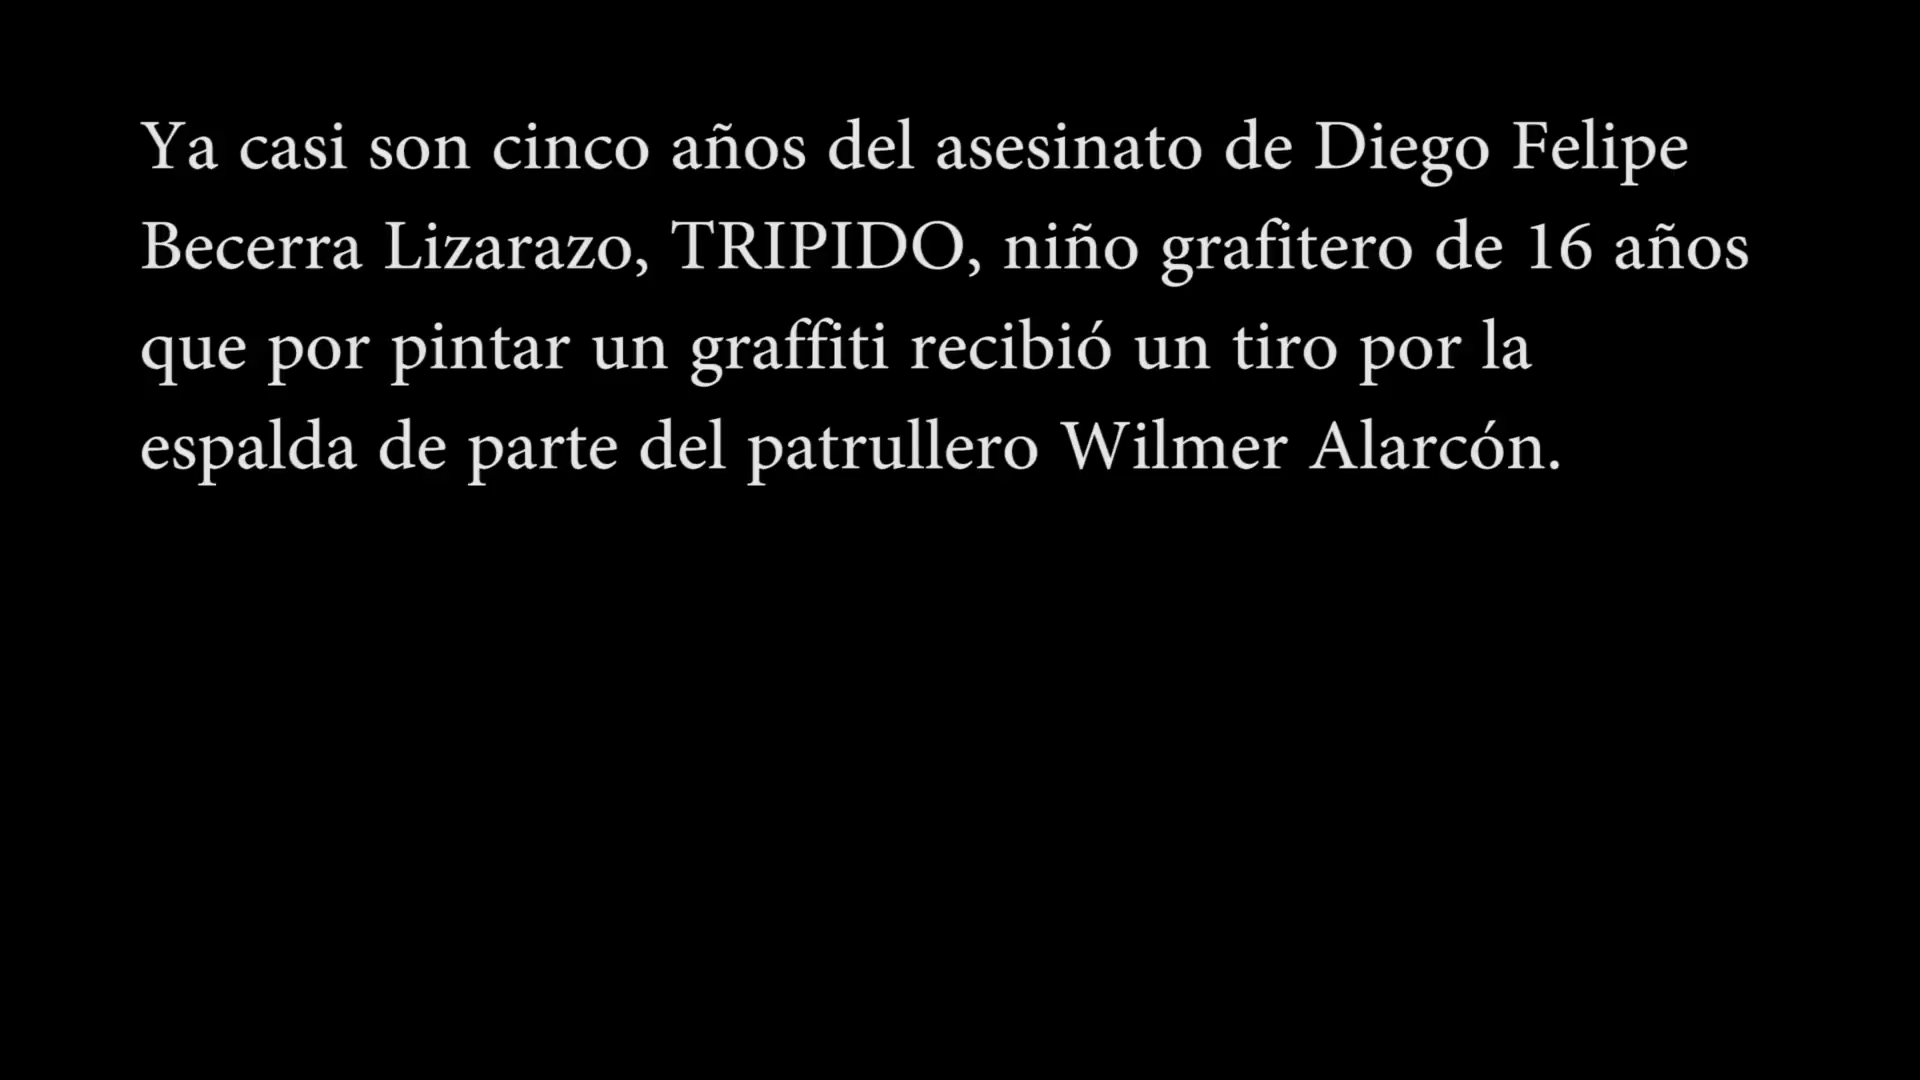 Ya casi son cinco años del asesinato de Diego Felipe
Becerra Lizarazo, TRIPIDO, niño grafitero de 16 años
que por pintar un graffiti recibió un tiro por la
espalda de parte del patrullero Wilmer Alarcón.